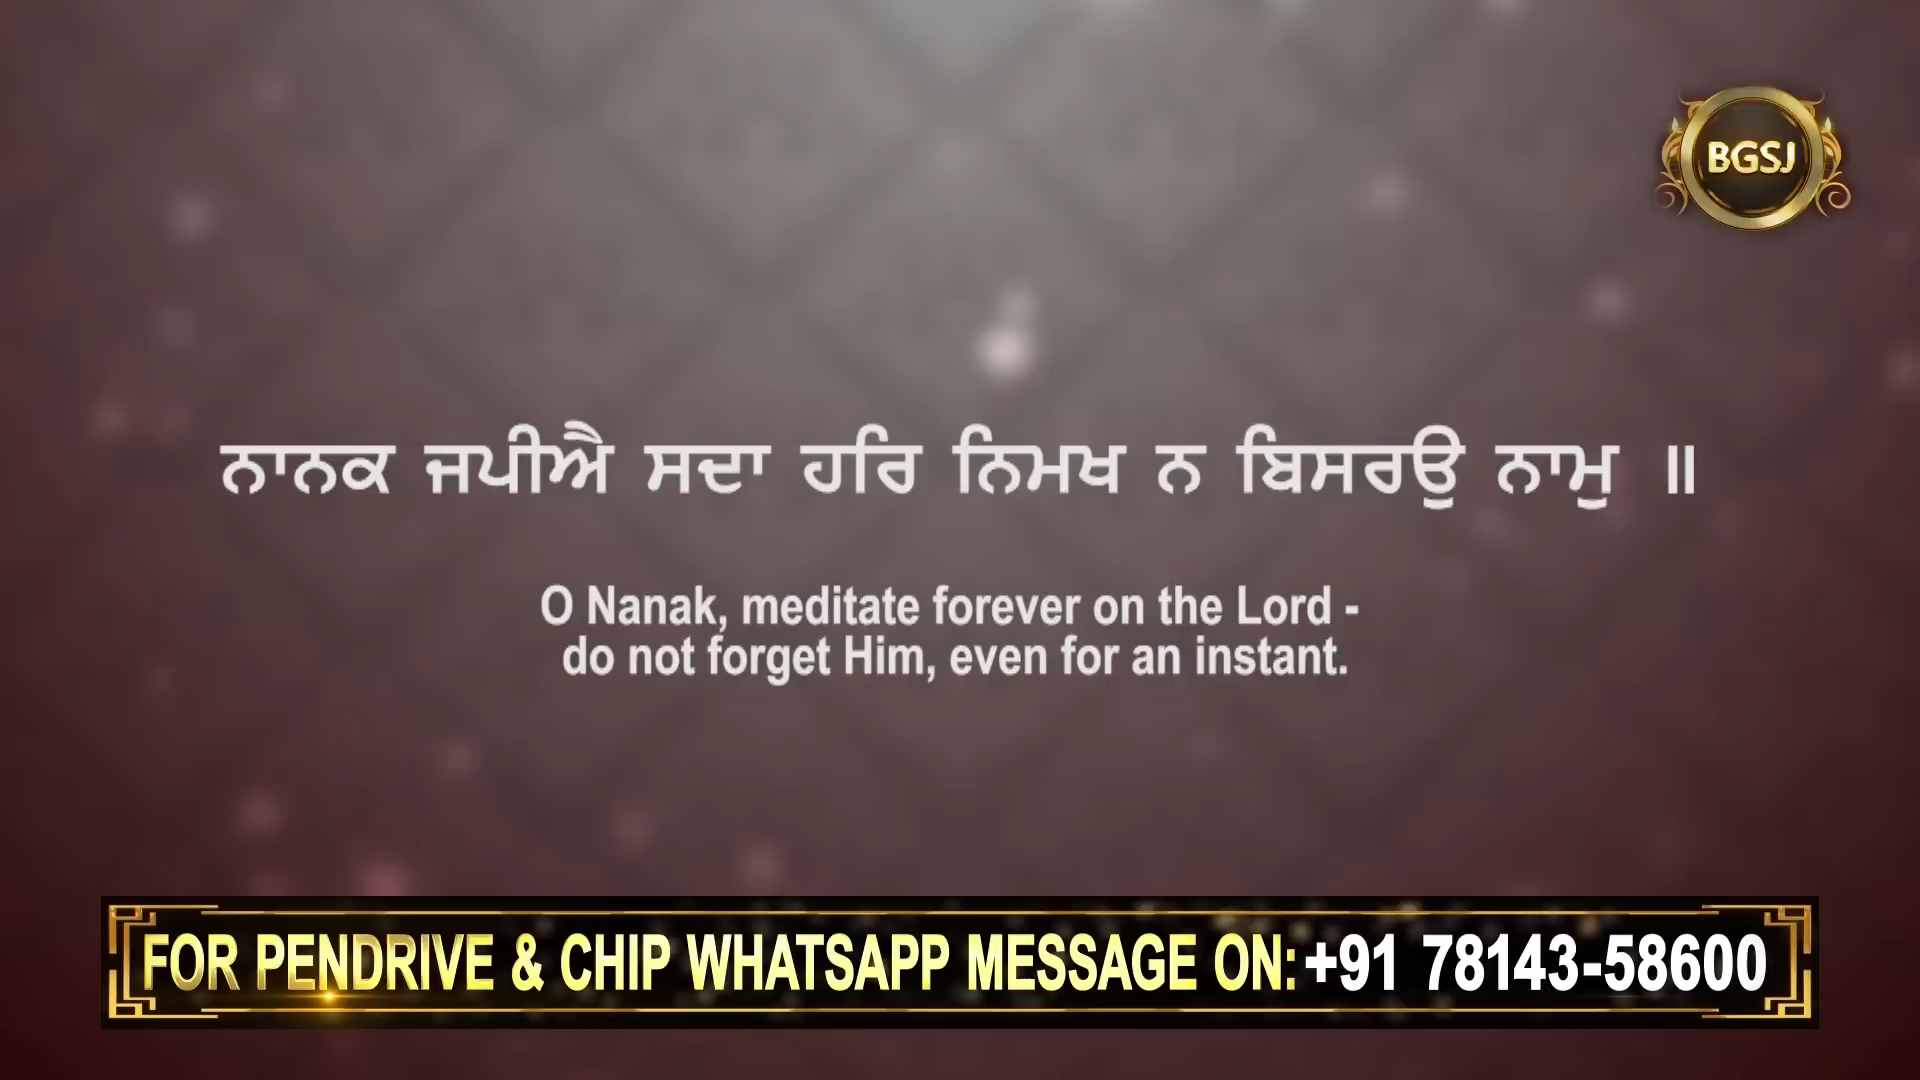 BGSJ
ਨਾਨਕ ਜਪੀਐ ਸਦਾ ਹਰਿ ਨਿਮਖ ਨ ਬਿਸਰਉ ਨਾਮੁ ॥
O Nanak, meditate forever on the Lord -
do not forget Him, even for an instant.
FOR PENDRIVE & CHIP WHATSAPP MESSAGE ON: +91 78143-58600